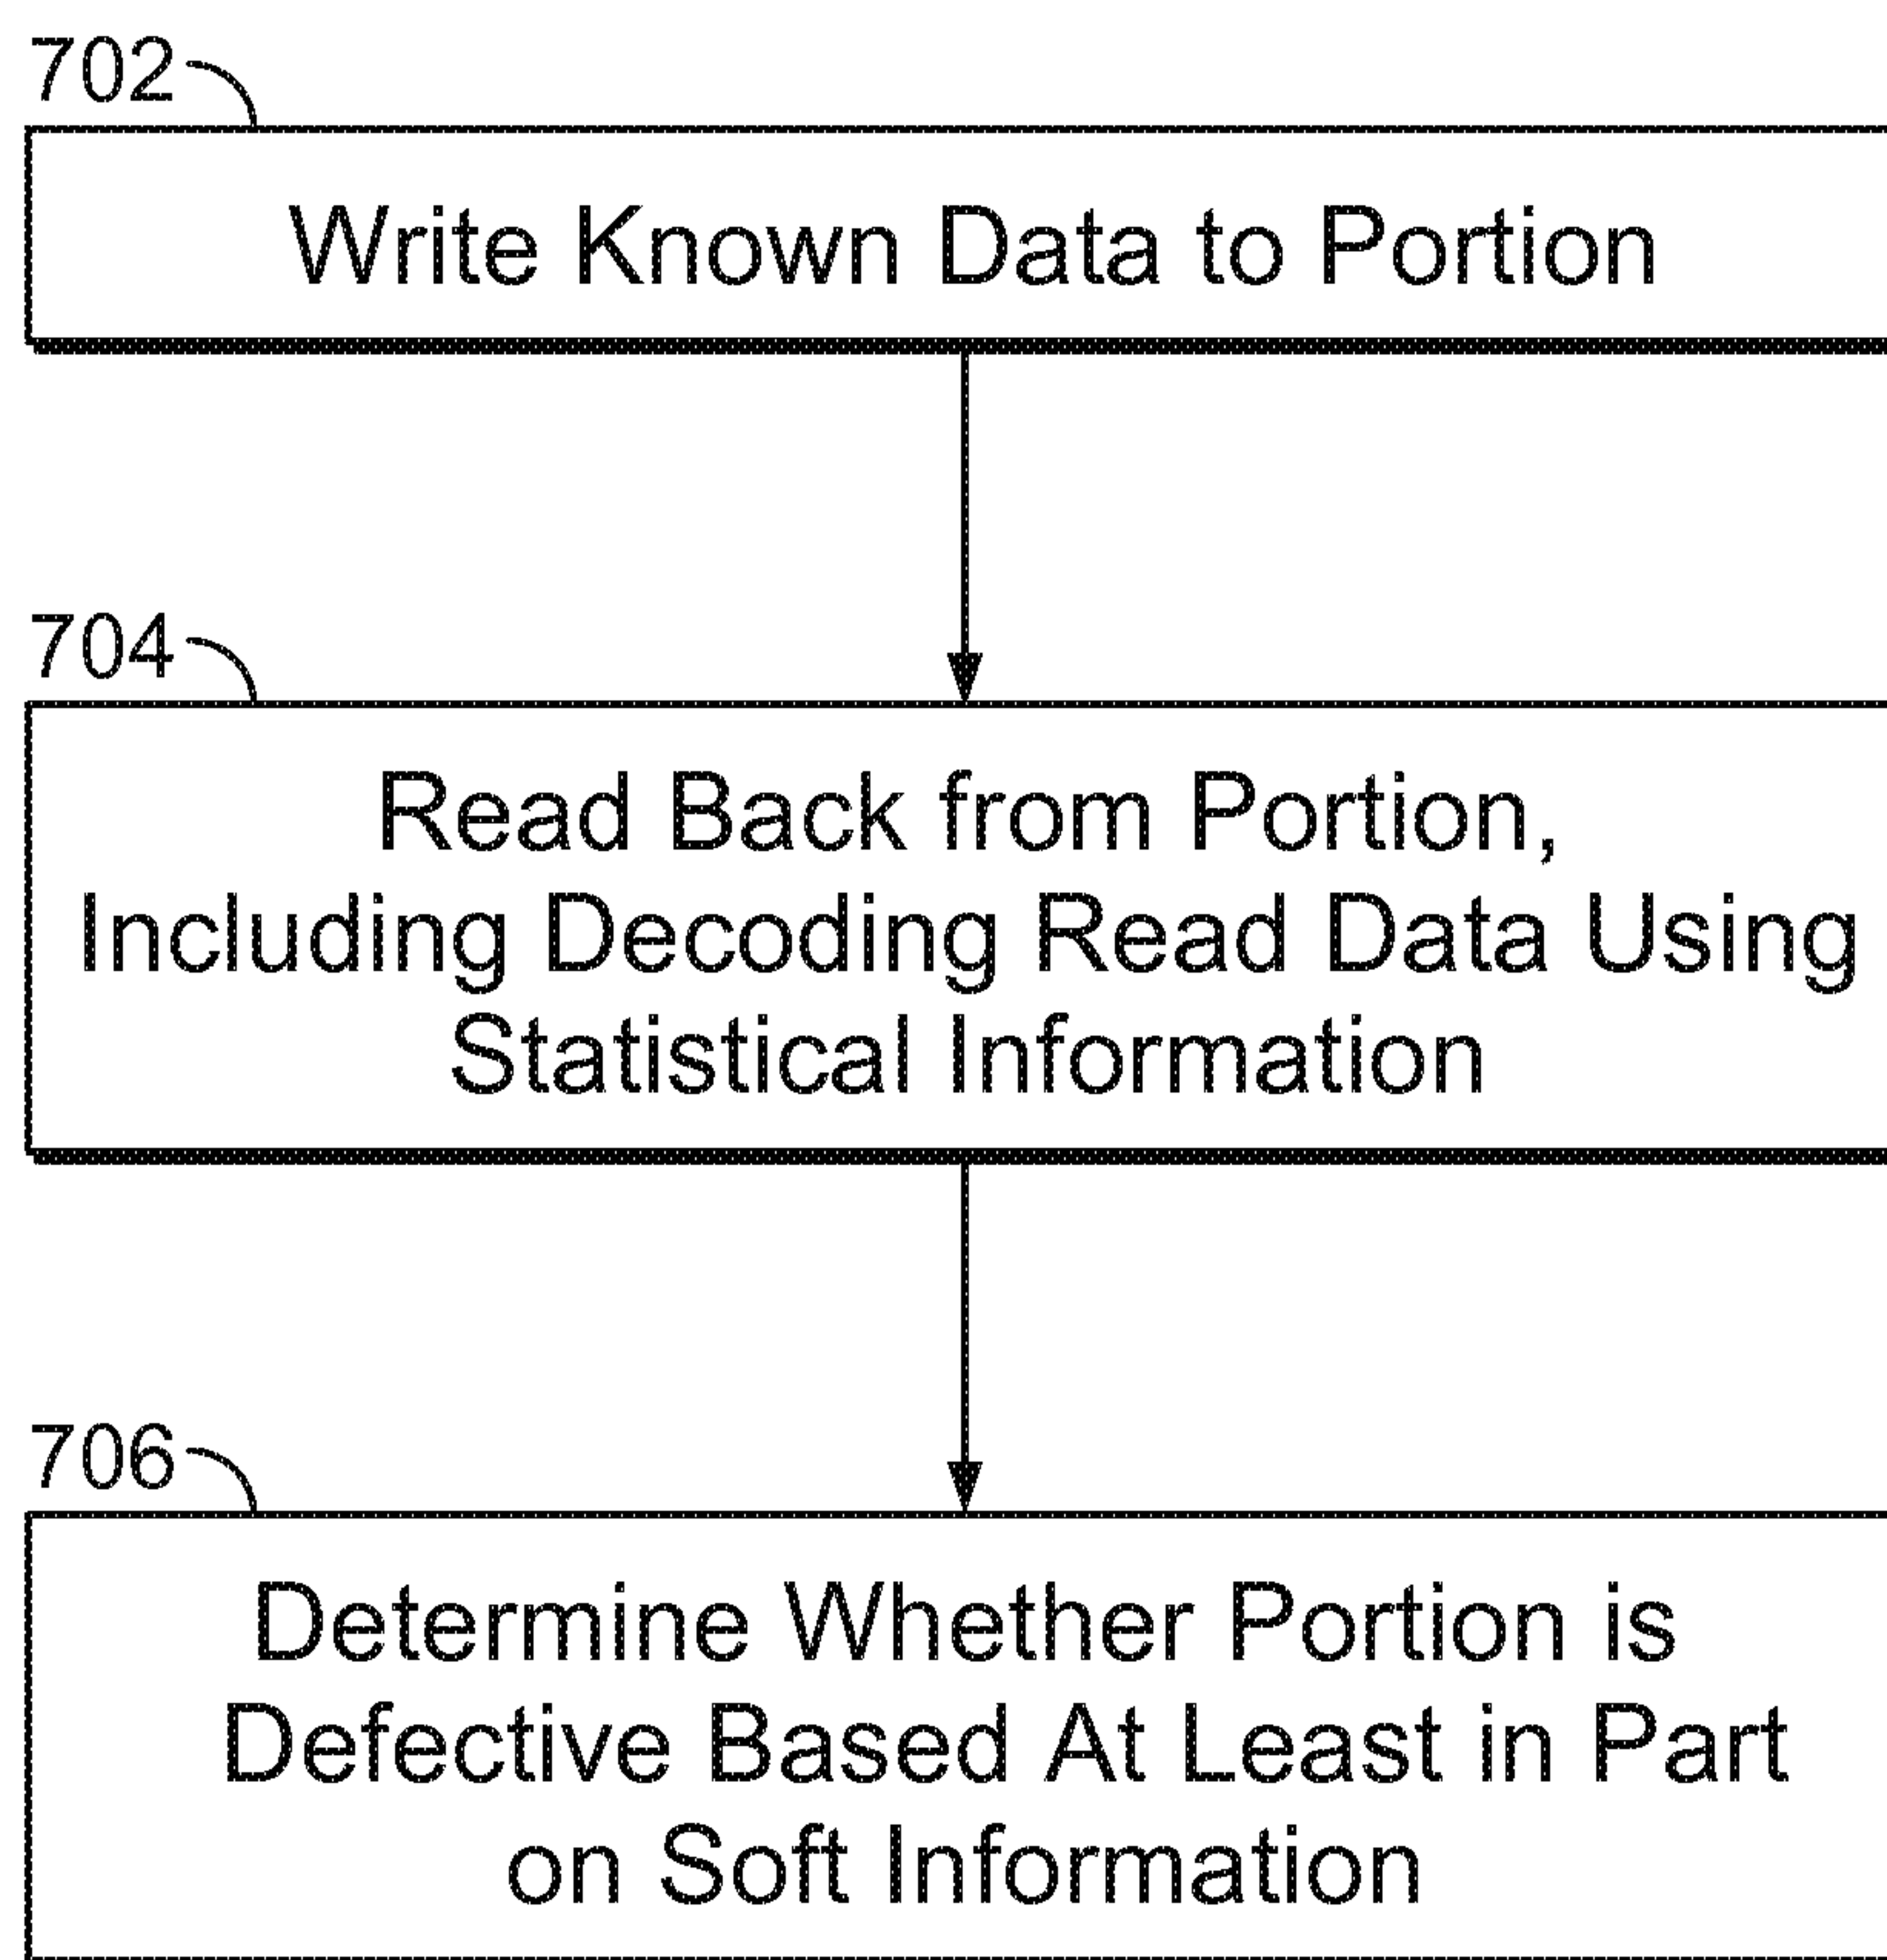 702
Write Known Data to Portion
704
Read Back from Portion,
Including Decoding Read Data Using
Statistical Information
706
Determine Whether Portion is
Defective Based At Least in Part
on Soft Information